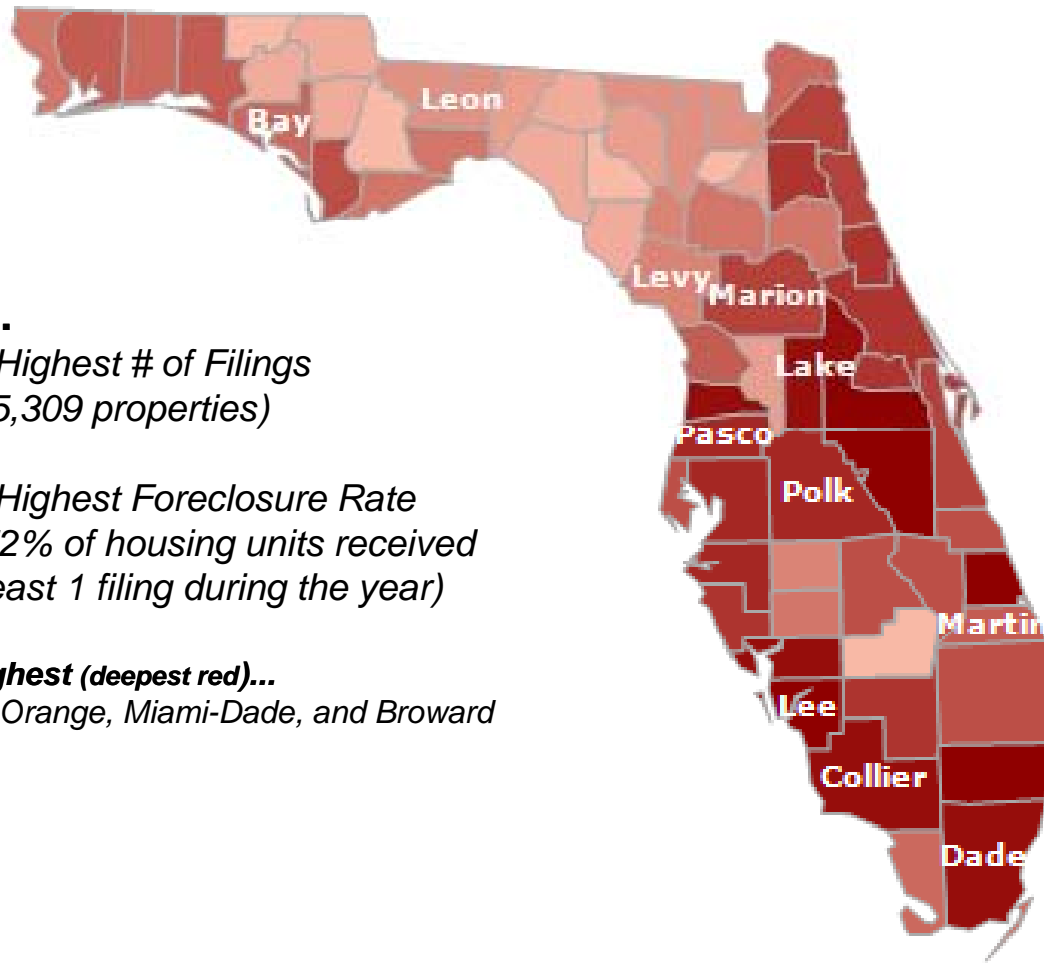 Leon
Bay
Levy
Marion
.
Highest # of Filings
5,309 properties)
Lake
Pasco
Highest Foreclosure Rate
2% of housing units received
east 1 filing during the year)
Polk
Martin
ghest (deepest red)...
Orange, Miami-Dade, and Broward
Lee
Collier
Dade